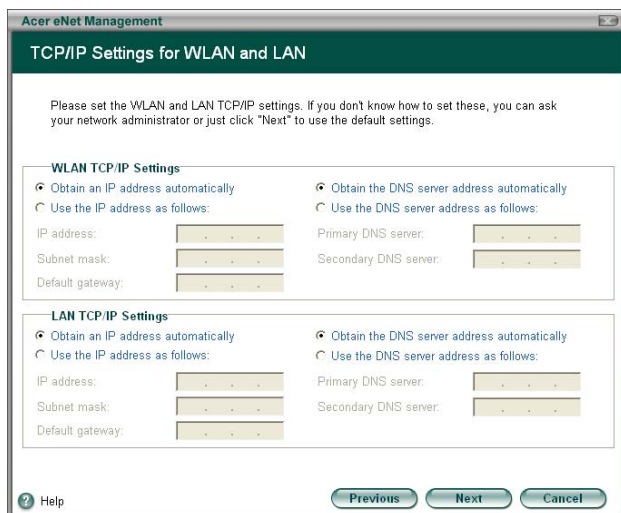 Acer eNet Management
TCP/IP Settings for WLAN and LAN
Please set the WLAN and LAN TCP/IP settings. If you don't know how to set these, you can ask
your network administrator or just click "Next" to use the default settings.
WLAN TCP/IP Settings
Obtain an IP address automatically
Use the IP address as follows:
IP address:
Subnet mask:
Default gateway:
Obtain the DNS server address automatically
Use the DNS server address as follows:
Primary DNS server:
Secondary DNS server:
LAN TCP/IP Settings
Obtain an IP address automatically
Use the IP address as follows:
IP address:
Subnet mask:
Default gateway:
Obtain the DNS server address automatically
Use the DNS server address as follows:
Primary DNS server:
Secondary DNS server:
? Help
Previous
Next
Cancel